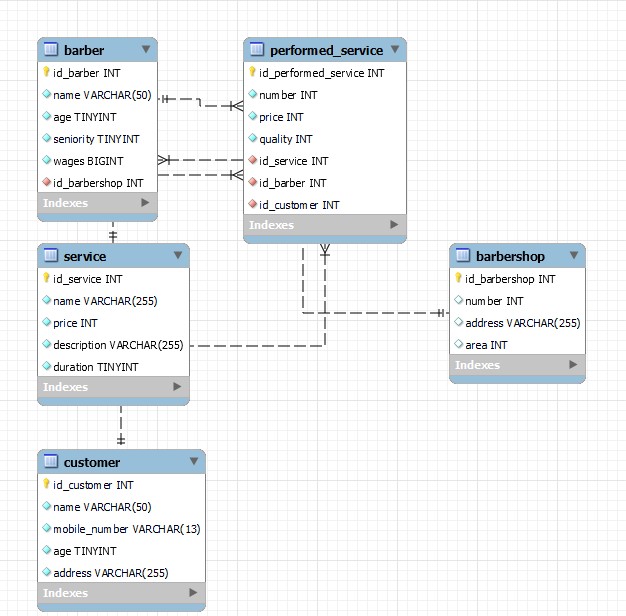 barber
id_barber INT
name VARCHAR(50)
age TINYINT
seniority TINYINT
wages BIGINT
id_barbershop INT
Indexes
performed_service
id_performed_service INT
number INT
price INT
quality INT
id_service INT
id_barber INT
id_customer INT
Indexes
service
id_service INT
name VARCHAR(255)
price INT
description VARCHAR(255)
duration TINYINT
Indexes
barbershop
id_barbershop INT
number INT
address VARCHAR(255)
area INT
Indexes
customer
id_customer INT
name VARCHAR(50)
mobile_number VARCHAR(13)
age TINYINT
address VARCHAR(255)
Indexes